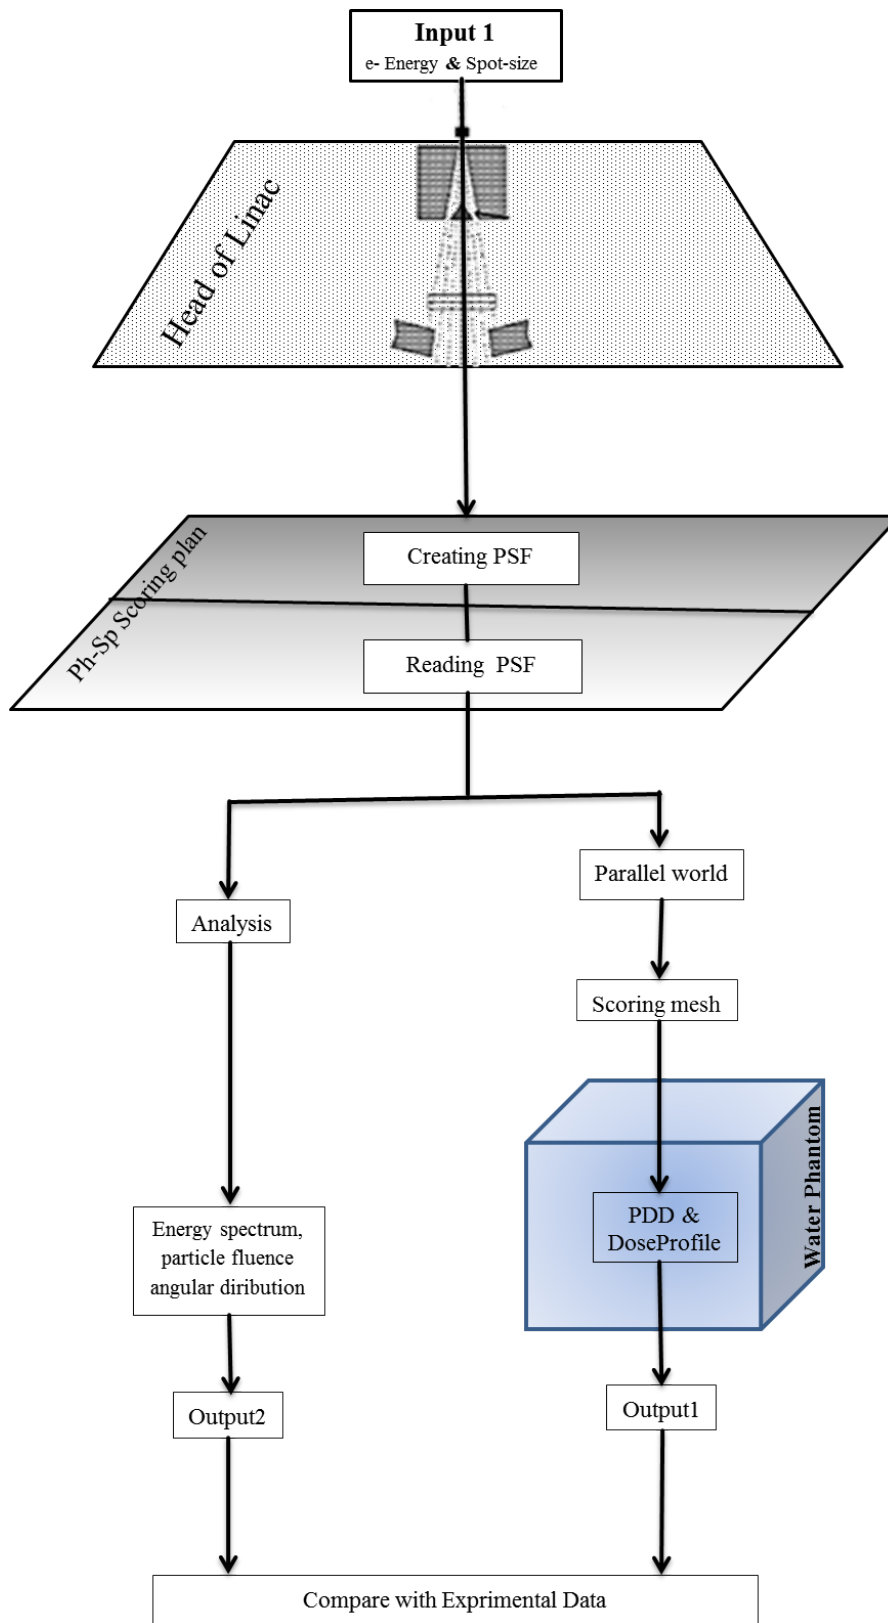 Input 1
e- Energy & Spot-size
Head of Linac
Ph-Sp Scoring plan
Creating PSF
Reading PSF
Parallel world
Analysis
Scoring mesh
Water Phantom
PDD &
DoseProfile
Energy spectrum,
particle fluence
angular diribution
Output2
Output1
Compare with Exprimental Data